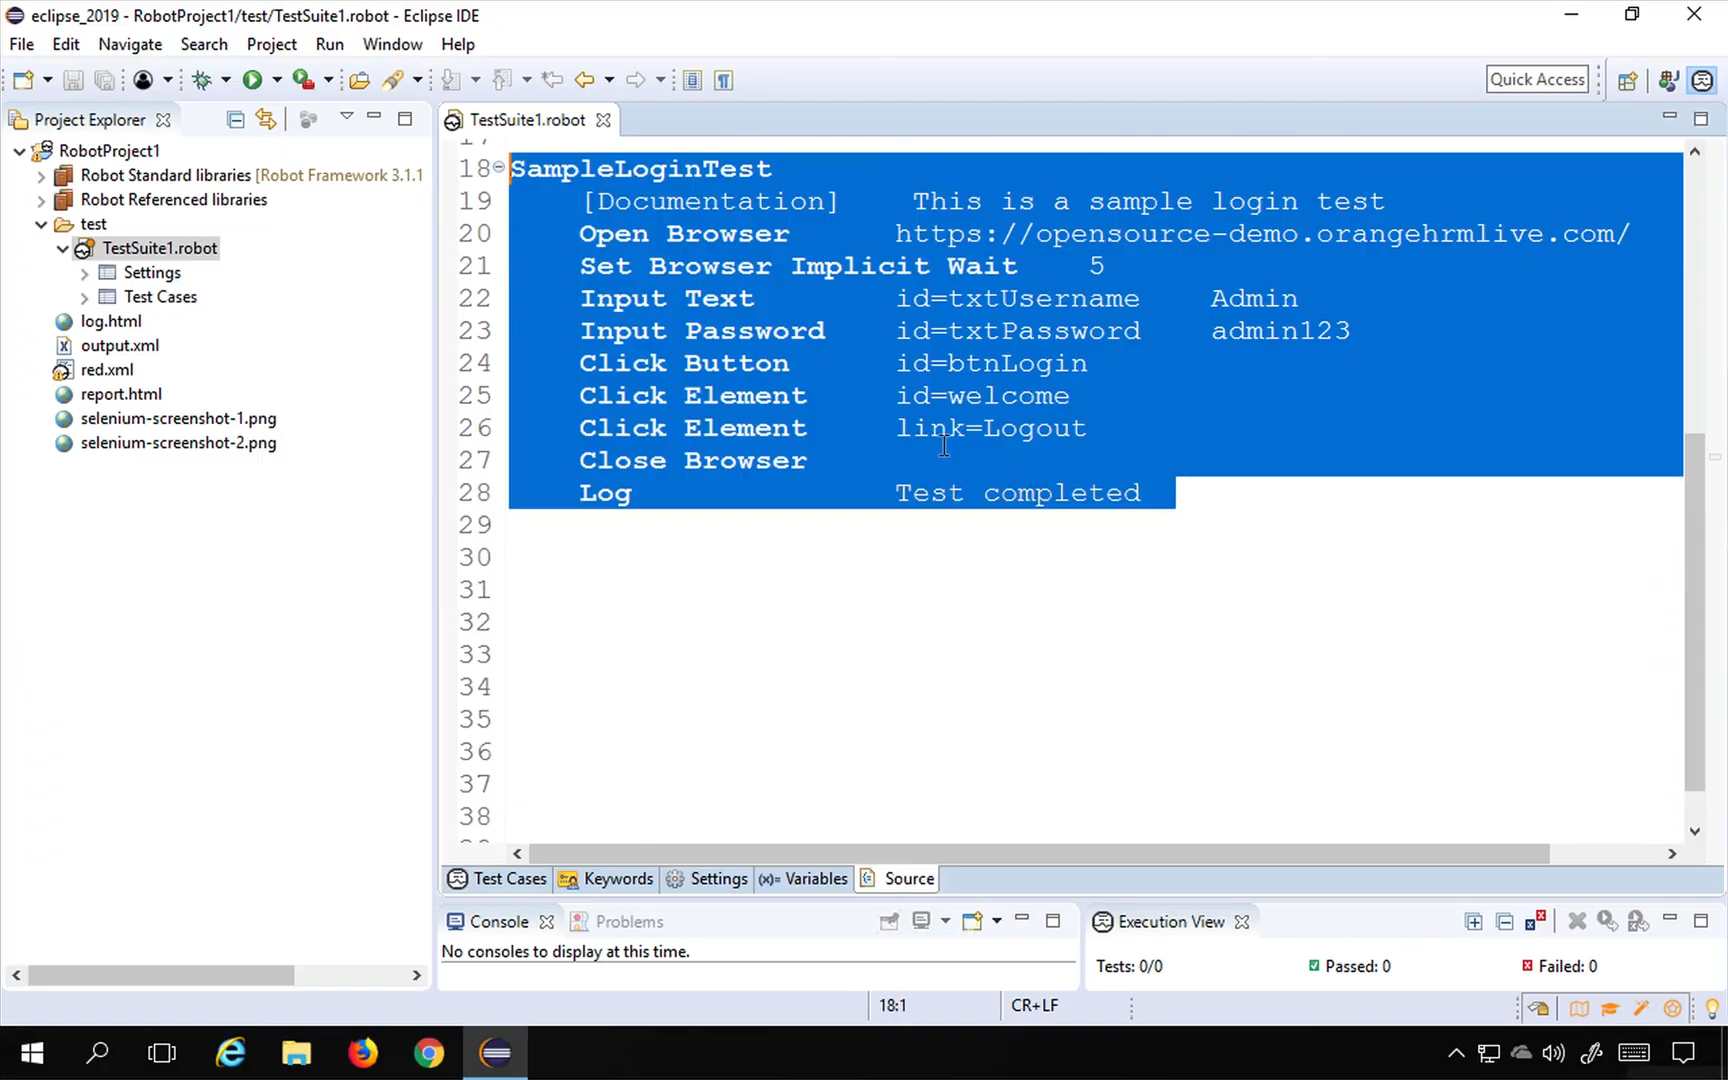 eclipse_2019 - RobotProject1/test/TestSuite1.robot - Eclipse IDE
File Edit Navigate Search Project Run Window Help
Quick Access
Project Explorer
TestSuite1.robot
RobotProject1
Robot Standard libraries [Robot Framework 3.1.1
Robot Referenced libraries
test
TestSuite1.robot
Settings
Test Cases
log.html
output.xml
red.xml
report.html
selenium-screenshot-1.png
selenium-screenshot-2.png
18 SampleLoginTest
19 [Documentation] This is a sample login test
20 Open Browser https://opensource-demo.orangehrmlive.com/
21 Set Browser Implicit Wait 5
22 Input Text id=txtUsername Admin
23 Input Password id=txtPassword admin123
24 Click Button id=btnLogin
25 Click Element id=welcome
26 Click Element link=Logout
27 Close Browser
28 Log Test completed
29
30
31
32
33
34
35
36
37
38
Test Cases Keywords Settings (x)= Variables Source
Console Problems
No consoles to display at this time.
Execution View
Tests: 0/0 Passed: 0 Failed: 0
18:1 CR+LF